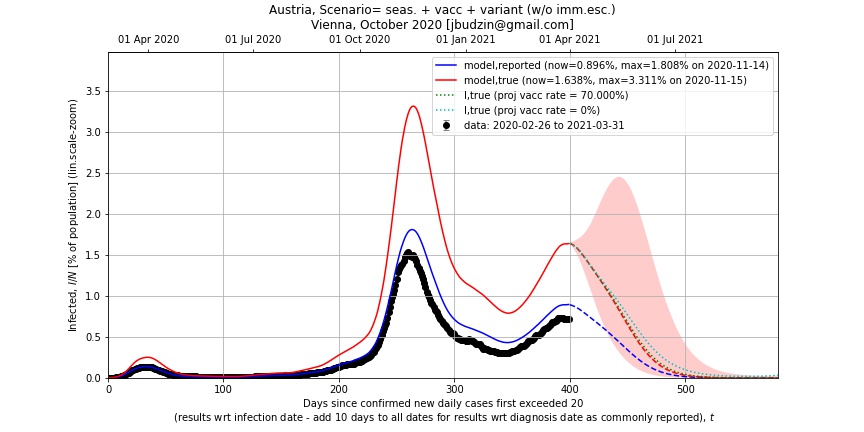 Austria, Scenario= seas. + vacc + variant (w/o imm.esc.)
Vienna, October 2020 [jbudzin@gmail.com]
01 Apr 2020 01 Jul 2020 01 Oct 2020 01 Jan 2021 01 Apr 2021 01 Jul 2021
model,reported (now=0.896%, max=1.808% on 2020-11-14)
model,true (now=1.638%, max=3.311% on 2020-11-15)
I,true (proj vacc rate = 70.000%)
I,true (proj vacc rate = 0%)
data: 2020-02-26 to 2021-03-31
Infected, I/N [% of population] (lin.scale-zoom)
3.5
3.0
2.5
2.0
1.5
1.0
0.5
0.0
0 100 200 300 400 500
Days since confirmed new daily casess first exceeded 20
(results wrt infection date - add 10 days to all dates for results wrt diagnosis date as commonly reported), t